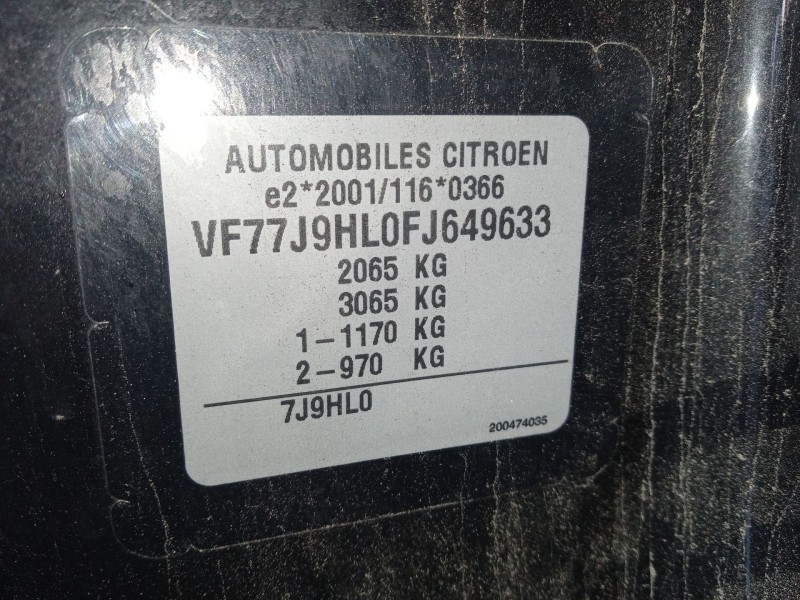 AUTOMOBILES CITROEN
e2*2001/116*0366
VF77J9HL0FJ649633
2065 KG
3065 KG
1-1170 KG
2-970 KG
7J9HL0
200474035